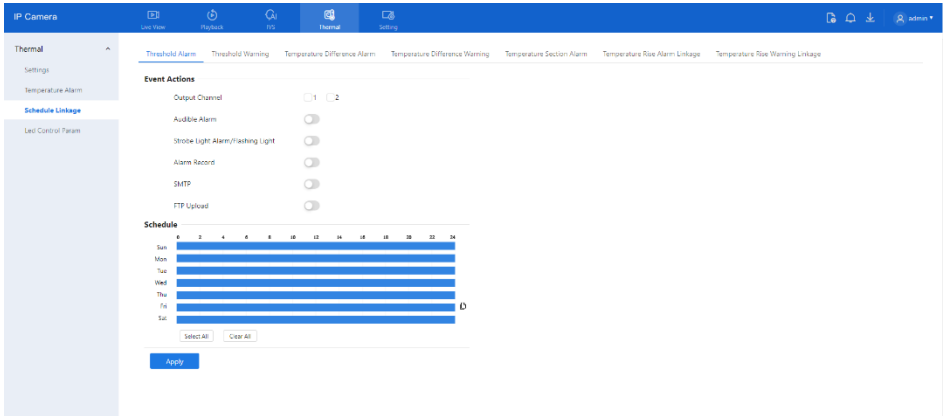 IP Camera
Live View Playback IVS Thermal Setting
admin
Thermal
Settings
Temperature Alarm
Schedule Linkage
Led Control Param
Threshold Alarm Threshold Warning Temperature Difference Alarm Temperature Difference Warning Temperature Section Alarm Temperature Rise Alarm Linkage Temperature Rise Warning Linkage
Event Actions
Output Channel 1 2
Audible Alarm
Strobe Light Alarm/Flashing Light
Alarm Record
SMTP
FTP Upload
Schedule
0 2 4 6 8 10 12 14 16 18 20 22 24
Sun
Mon
Tue
Wed
Thu
Fri
Sat
Select All Clear All
Apply